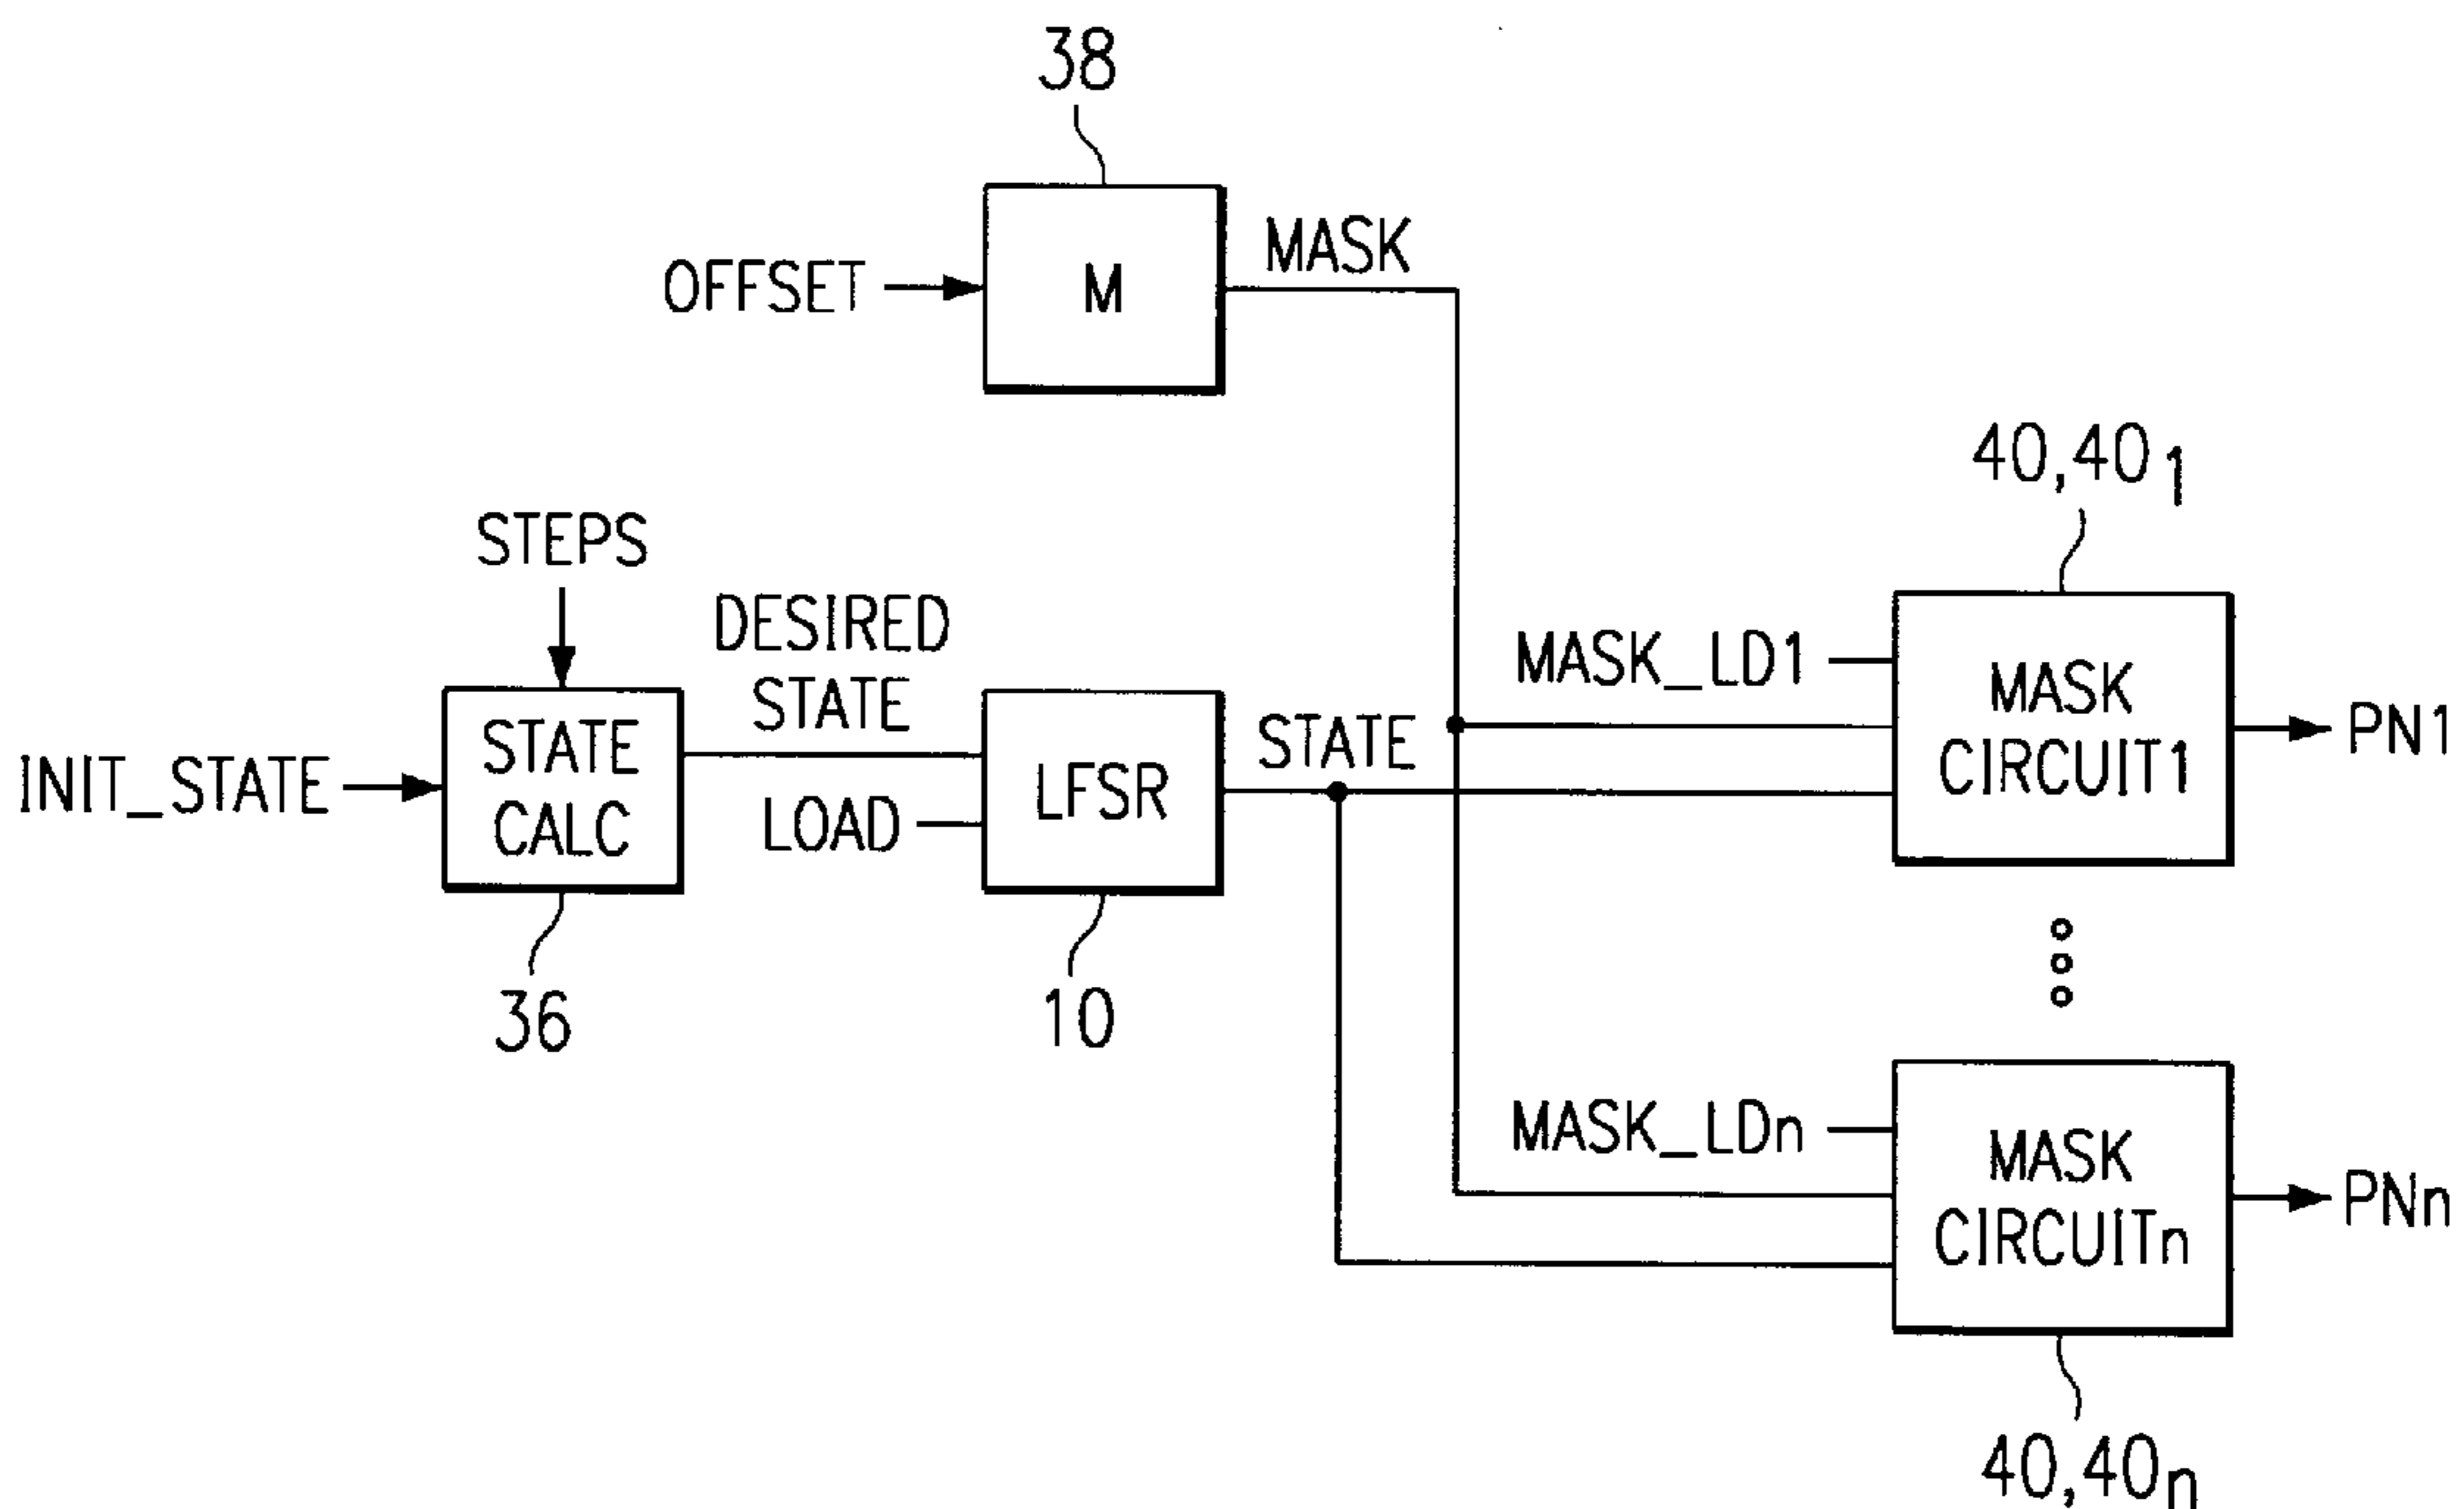 38
OFFSET
M
MASK
40,40₁
STEPS
DESIRED
STATE
MASK_LD1
MASK
CIRCUIT1
PN1
INIT_STATE
STATE
CALC
LOAD
LFSR
STATE
36
10
MASK_LDn
MASK
CIRCUITn
PNn
40,40ₙ